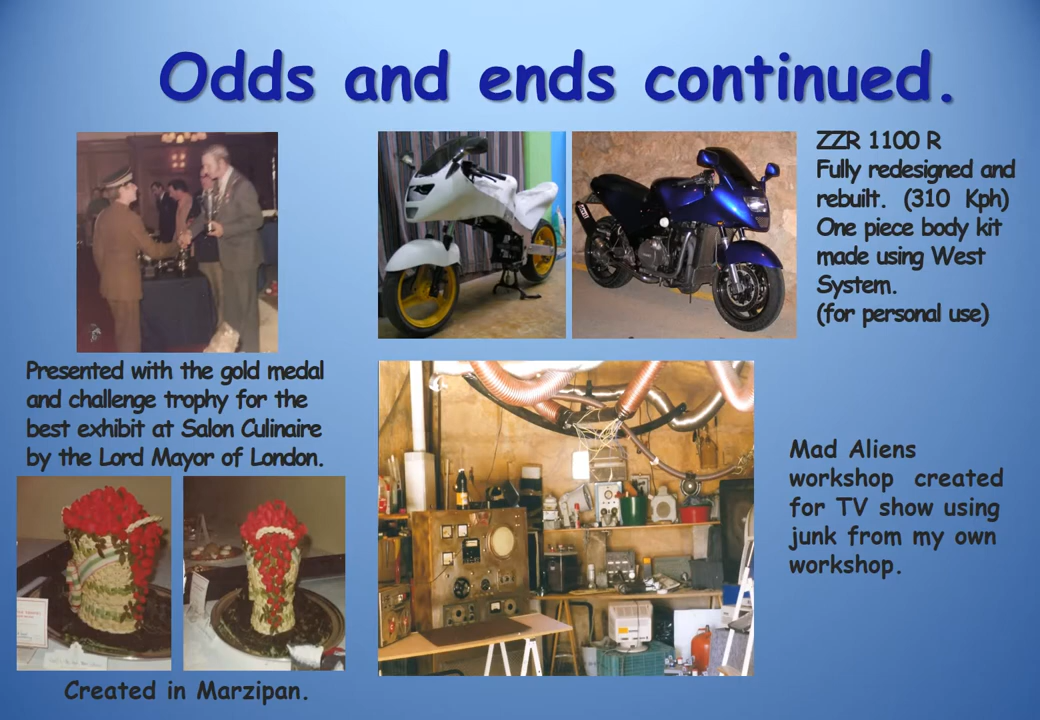 Odds and ends continued.
ZZR 1100 R
Fully redesigned and
rebuilt. (310 Kph)
One piece body kit
made using West
System.
(for personal use)
Presented with the gold medal
and challenge trophy for the
best exhibit at Salon Culinaire
by the Lord Mayor of London.
Mad Aliens
workshop created
for TV show using
junk from my own
workshop.
Created in Marzipan.